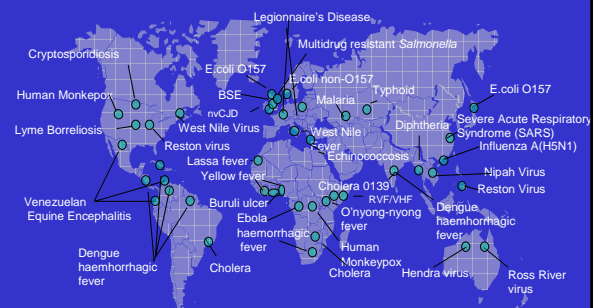 Legionnaire's Disease
Multidrug resistant Salmonella
Cryptosporidiosis
E.coli O157
E.coli non-O157
Typhoid
E.coli O157
Human Monkepox
BSE
Malaria
nvCJD
Diphtheria
Severe Acute Respiratory
Syndrome (SARS)
Lyme Borreliosis
West Nile Virus
West Nile
Fever
Influenza A(H5N1)
Reston virus
Echinococcosis
Lassa fever
Nipah Virus
Yellow fever
Cholera 0139
Reston Virus
RVF/VHF
Venezuelan
Equine Encephalitis
Buruli ulcer
O'nyong-nyong
fever
Dengue
haemhorrhagic
fever
Ebola
haemorrhagic
fever
Human
Monkeypox
Dengue
haemhorrhagic
fever
Cholera
Cholera
Hendra virus
Ross River
virus